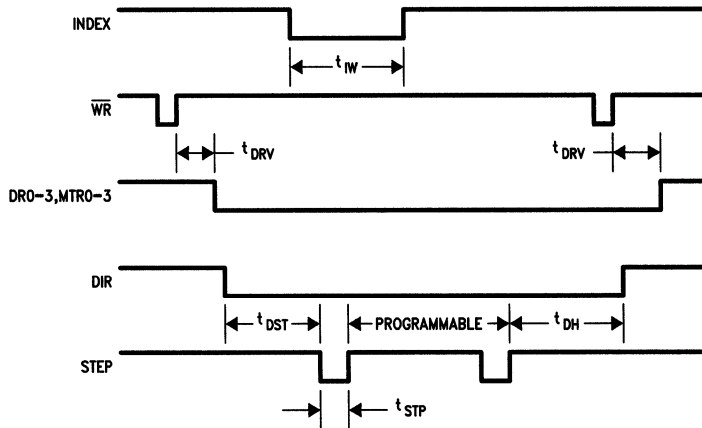 INDEX
t IW
WR
t DRV
t DRV
DR0-3,MTR0-3
DIR
t DST
PROGRAMMABLE
t DH
STEP
t STP